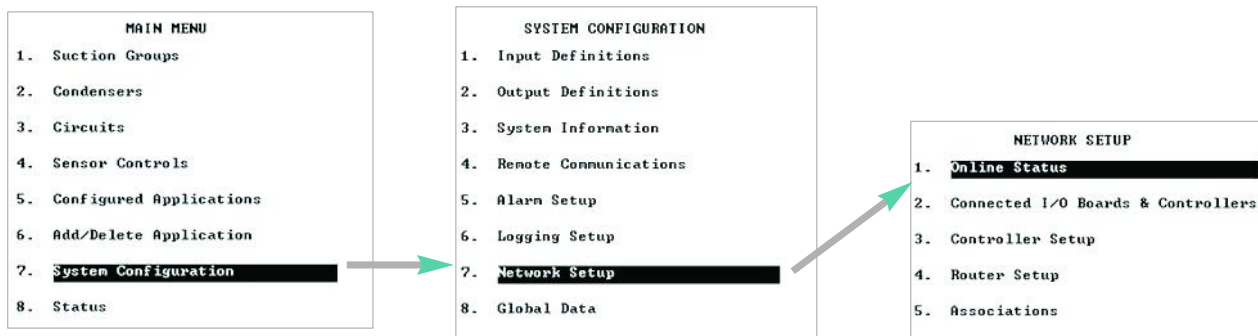 MAIN MENU
1. Suction Groups
2. Condensers
3. Circuits
4. Sensor Controls
5. Configured Applications
6. Add/Delete Application
7. System Configuration
8. Status
SYSTEM CONFIGURATION
1. Input Definitions
2. Output Definitions
3. System Information
4. Remote Communications
5. Alarm Setup
6. Logging Setup
7. Network Setup
8. Global Data
NETWORK SETUP
1. Online Status
2. Connected I/O Boards & Controllers
3. Controller Setup
4. Router Setup
5. Associations